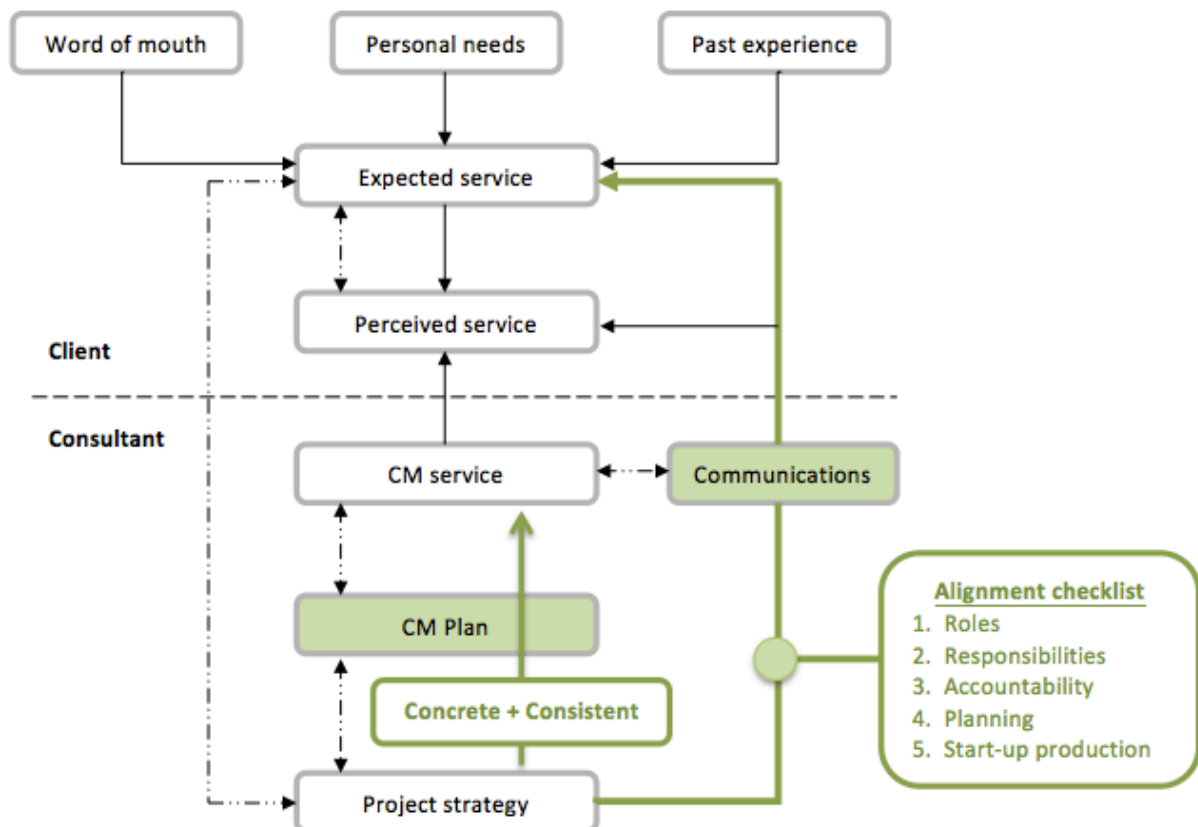 Word of mouth
Personal needs
Past experience
Expected service
Perceived service
Client
Consultant
CM service
Communications
CM Plan
Concrete + Consistent
Project strategy
Alignment checklist
1. Roles
2. Responsibilities
3. Accountability
4. Planning
5. Start-up production